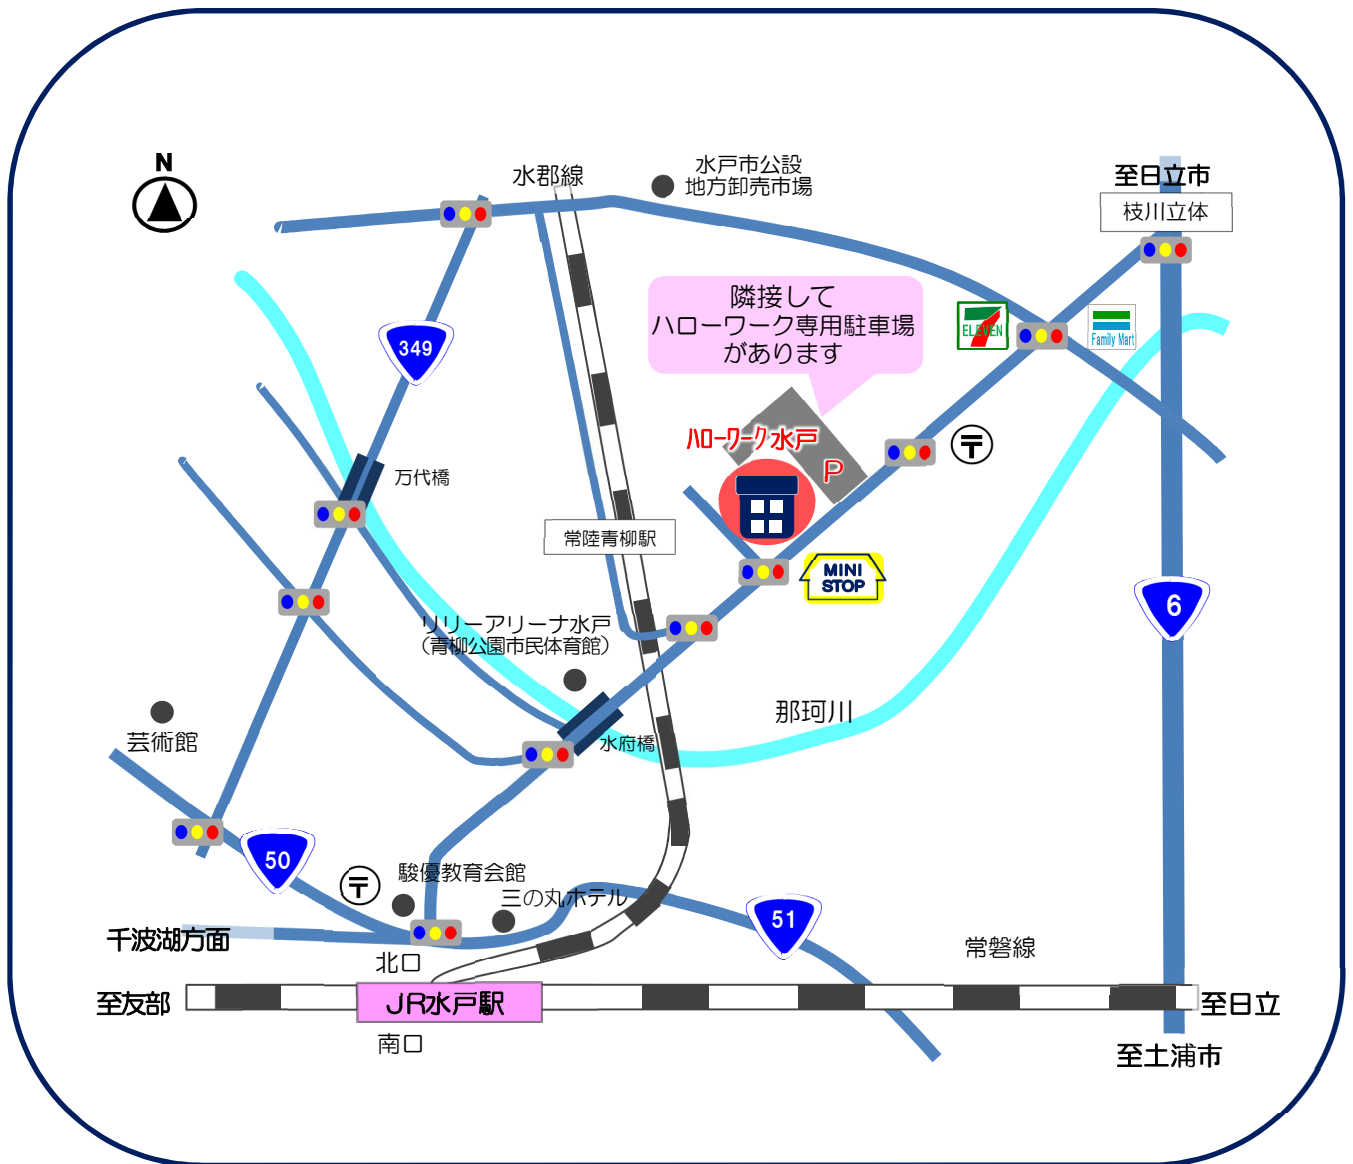 N
水郡線
水戸市公設
地方卸売市場
至日立市
枝川立体
隣接して
ハローワーク専用駐車場
があります
ELEVEN
Family Mart
349
ハローワーク水戸
P
万代橋
常陸青柳駅
MINI
STOP
6
リリーアリーナ水戸
（青柳公園市民体育館）
那珂川
水府橋
芸術館
50
駿優教育会館
三の丸ホテル
51
千波湖方面
北口
常磐線
至友部
JR水戸駅
至日立
南口
至土浦市